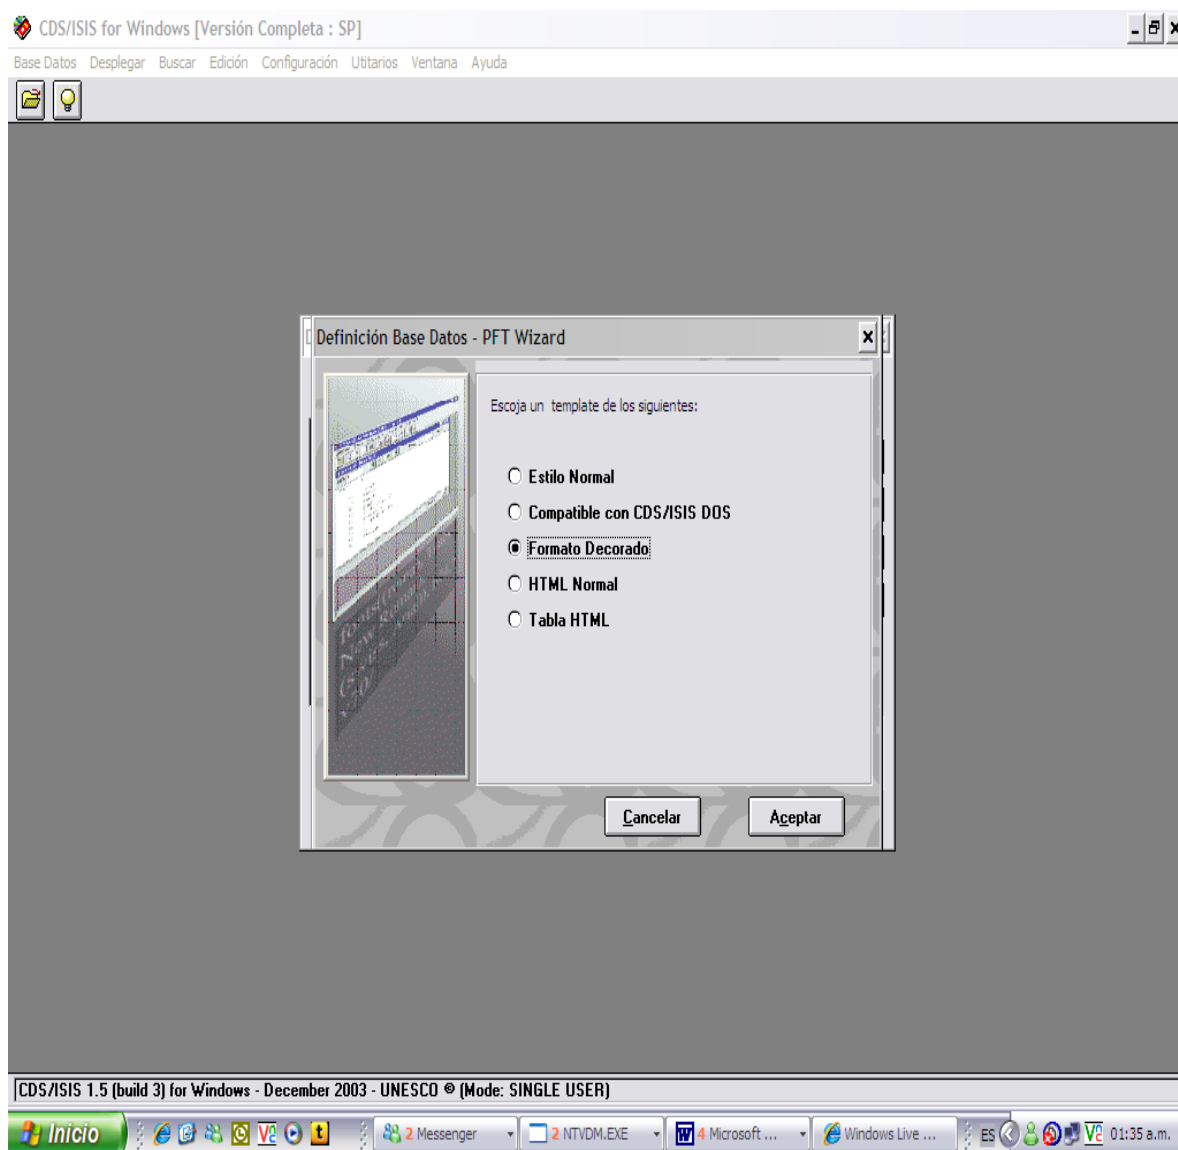 CDS/ISIS for Windows [Versión Completa : SP]
Base Datos Desplegar Buscar Edición Configuración Utitarios Ventana Ayuda
Definición Base Datos - PFT Wizard
Escoja un template de los siguientes:
Estilo Normal
Compatible con CDS/ISIS DOS
Formato Decorado
HTML Normal
Tabla HTML
Cancelar Aceptar
CDS/ISIS 1.5 (build 3) for Windows - December 2003 - UNESCO © (Mode: SINGLE USER)
Inicio 2 Messenger 2 NTVDM.EXE 4 Microsoft ... Windows Live ... ES 01:35 a.m.